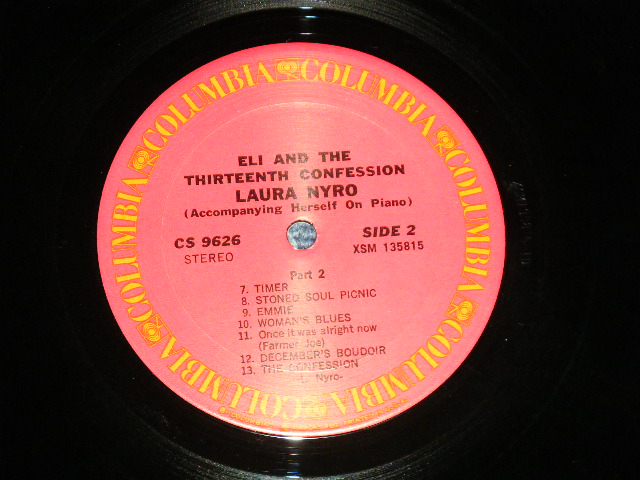 COLUMBIA COLUMBIA COLUMBIA COLUMBIA COLUMBIA COLUMBIA
ELI AND THE
THIRTEENTH CONFESSION
LAURA NYRO
(Accompanying Herself On Piano)
CS 9626
STEREO
SIDE 2
XSM 135815
Part 2
7. TIMER
8. STONED SOUL PICNIC
9. EMMIE
10. WOMAN'S BLUES
11. Once it was alright now
(Farmer Joe)
12. DECEMBER'S BOUDOIR
13. THE CONFESSION
-L. Nyro-